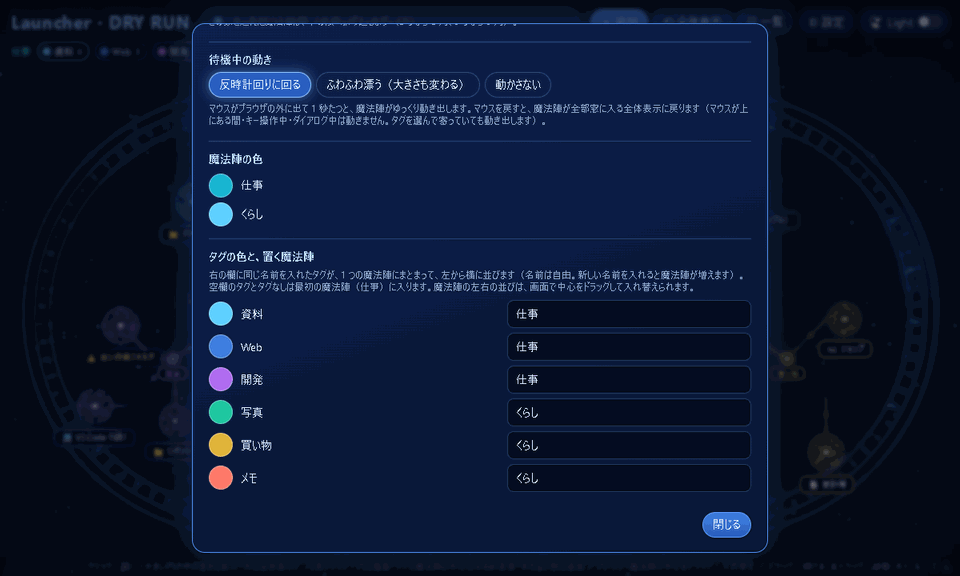 Launcher · DRY RUN
Light
待機中の動き
反時計回りに回る
ふわふわ漂う（大きさも変わる）
動かさない
マウスがブラウザの外に出て 1 秒たつと、魔法陣がゆっくり動き出します。マウスを戻すと、魔法陣が全部窓に入る全体表示に戻ります（マウスが上
にある間・キー操作中・ダイアログ中は動きません。タグを選んで寄っていても動き出します）。
魔法陣の色
仕事
くらし
タグの色と、置く魔法陣
右の欄に同じ名前を入れたタグが、1 つの魔法陣にまとまって、左から横に並びます（名前は自由。新しい名前を入れると魔法陣が増えます）。
空欄のタグとタグなしは最初の魔法陣（仕事）に入ります。魔法陣の左右の並びは、画面で中心をドラッグして入れ替えられます。
資料 仕事
Web 仕事
開発 仕事
写真 くらし
買い物 くらし
メモ くらし
閉じる